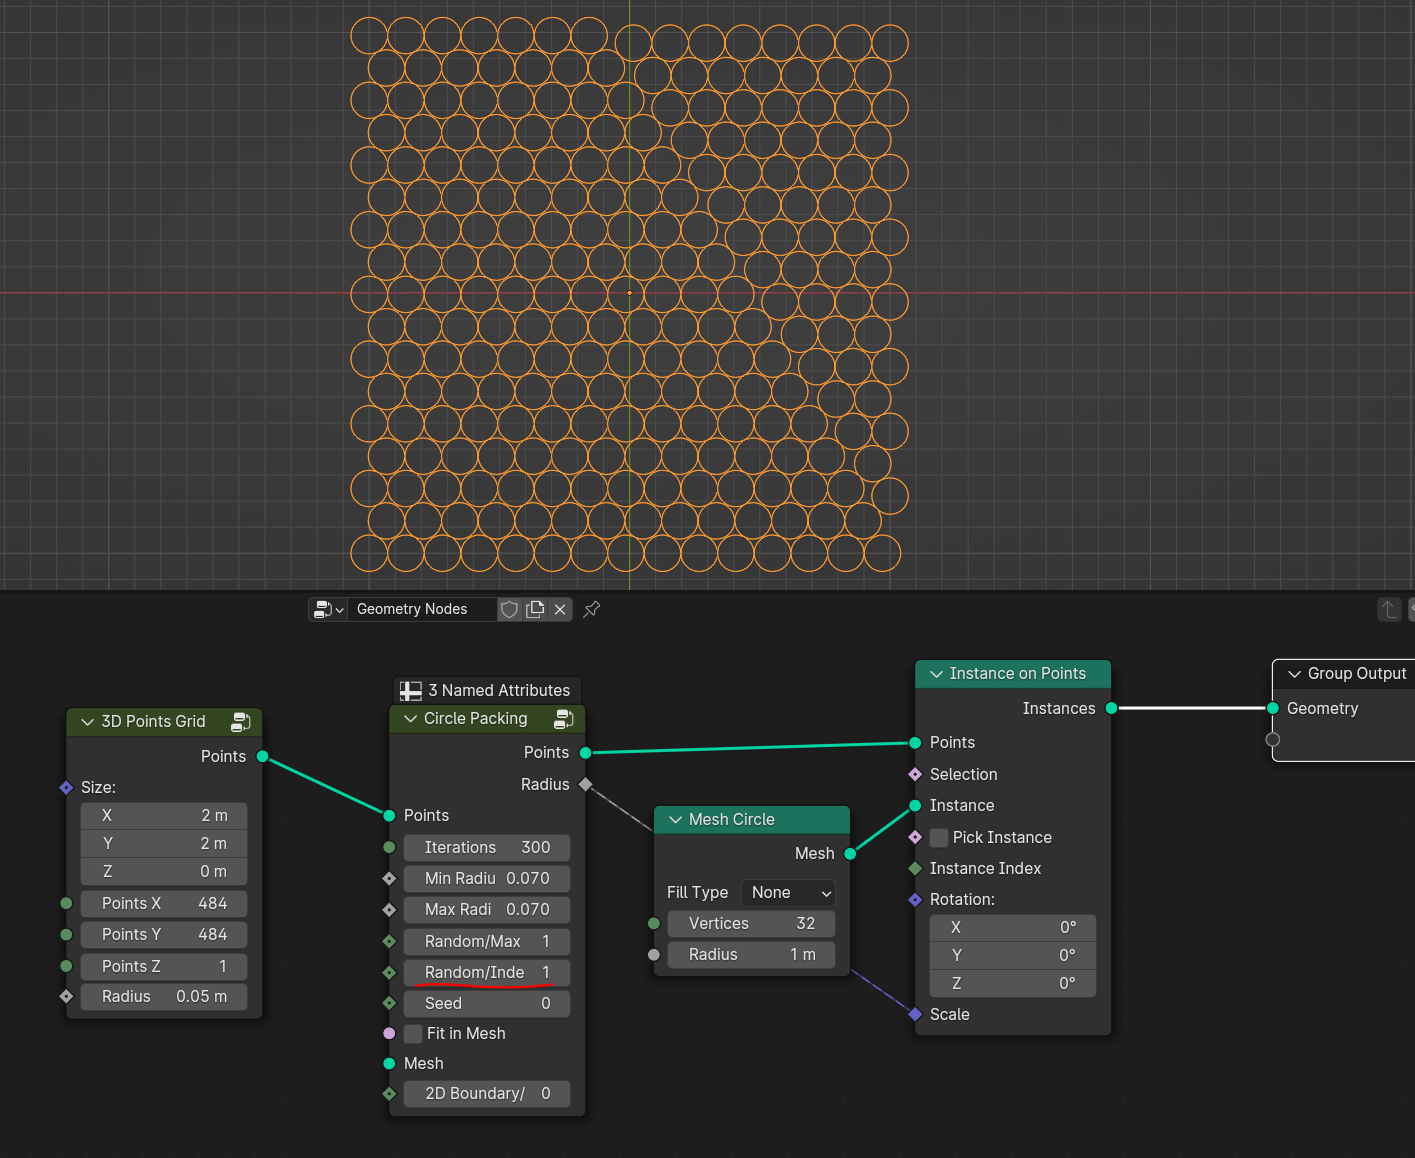 Geometry Nodes
3D Points Grid
Points
Size:
X 2 m
Y 2 m
Z 0 m
Points X 484
Points Y 484
Points Z 1
Radius 0.05 m
3 Named Attributes
Circle Packing
Points
Radius
Points
Iterations 300
Min Radiu 0.070
Max Radi 0.070
Random/Max 1
Random/Inde 1
Seed 0
Fit in Mesh
Mesh
2D Boundary/ 0
Mesh Circle
Mesh
Fill Type None
Vertices 32
Radius 1 m
Instance on Points
Instances
Points
Selection
Instance
Pick Instance
Instance Index
Rotation:
X 0°
Y 0°
Z 0°
Scale
Group Output
Geometry